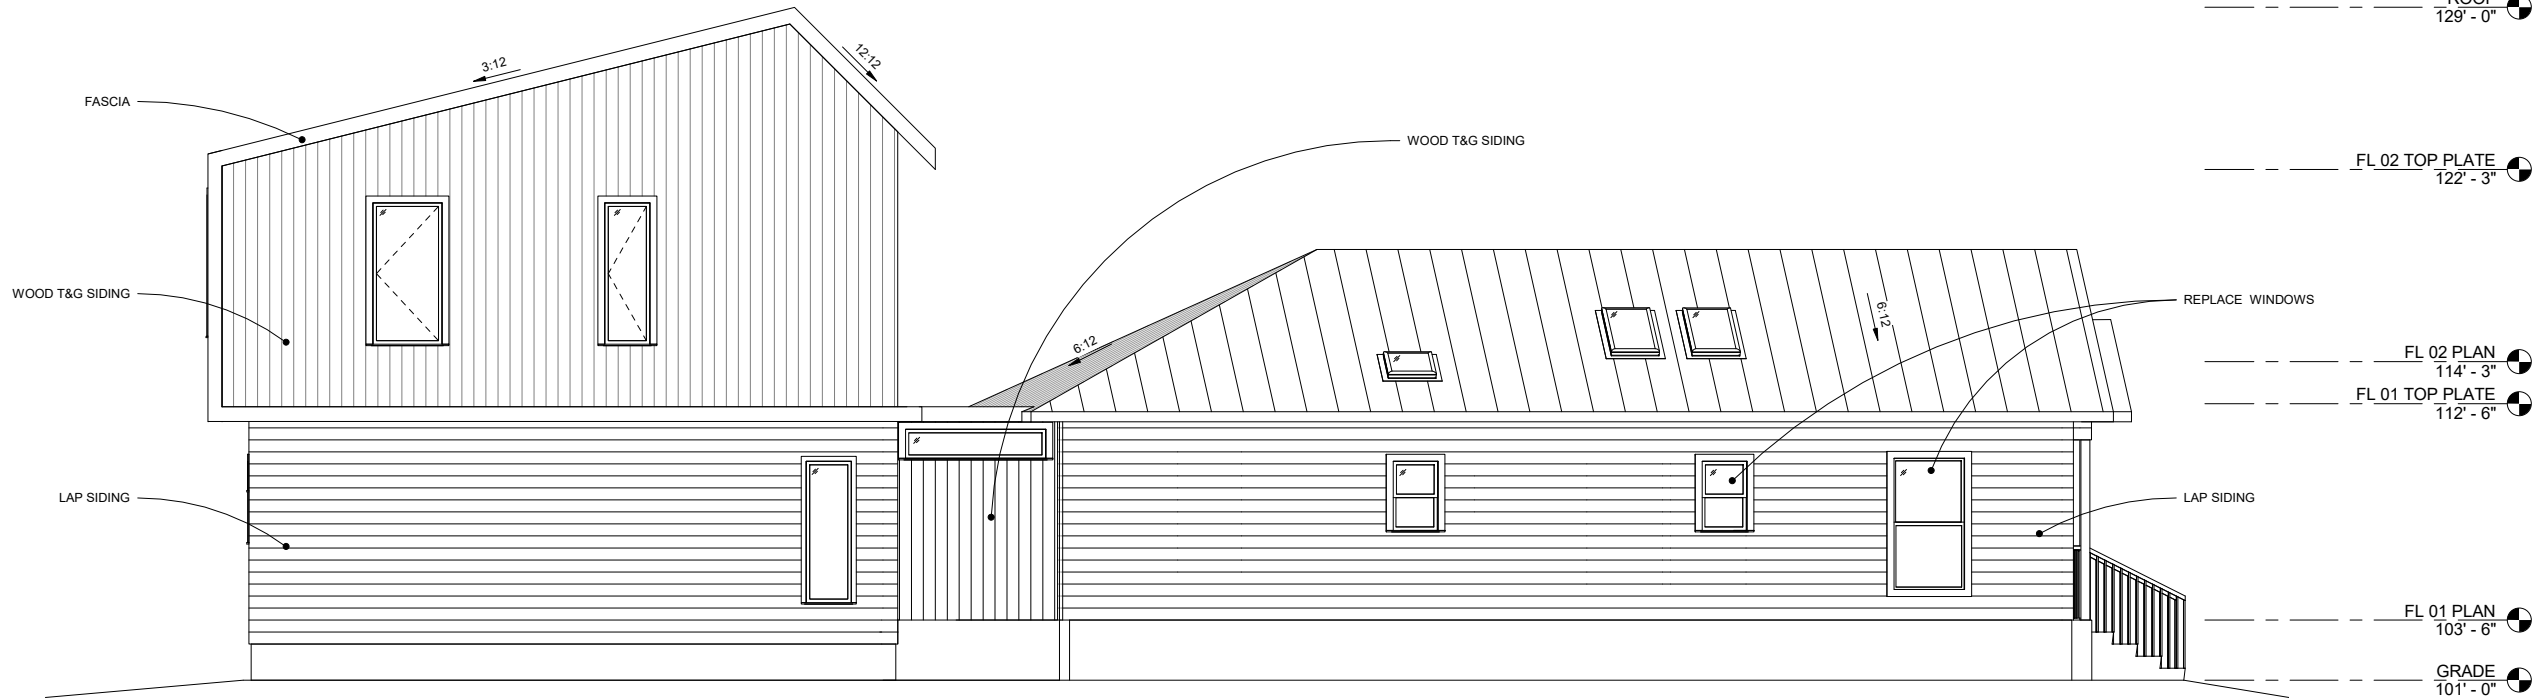 ROOF
129' - 0"
3:12
12:12
FASCIA
WOOD T&G SIDING
FL 02 TOP PLATE
122' - 3"
WOOD T&G SIDING
REPLACE WINDOWS
6:12
6:12
FL 02 PLAN
114' - 3"
FL 01 TOP PLATE
112' - 6"
LAP SIDING
LAP SIDING
FL 01 PLAN
103' - 6"
GRADE
101' - 0"